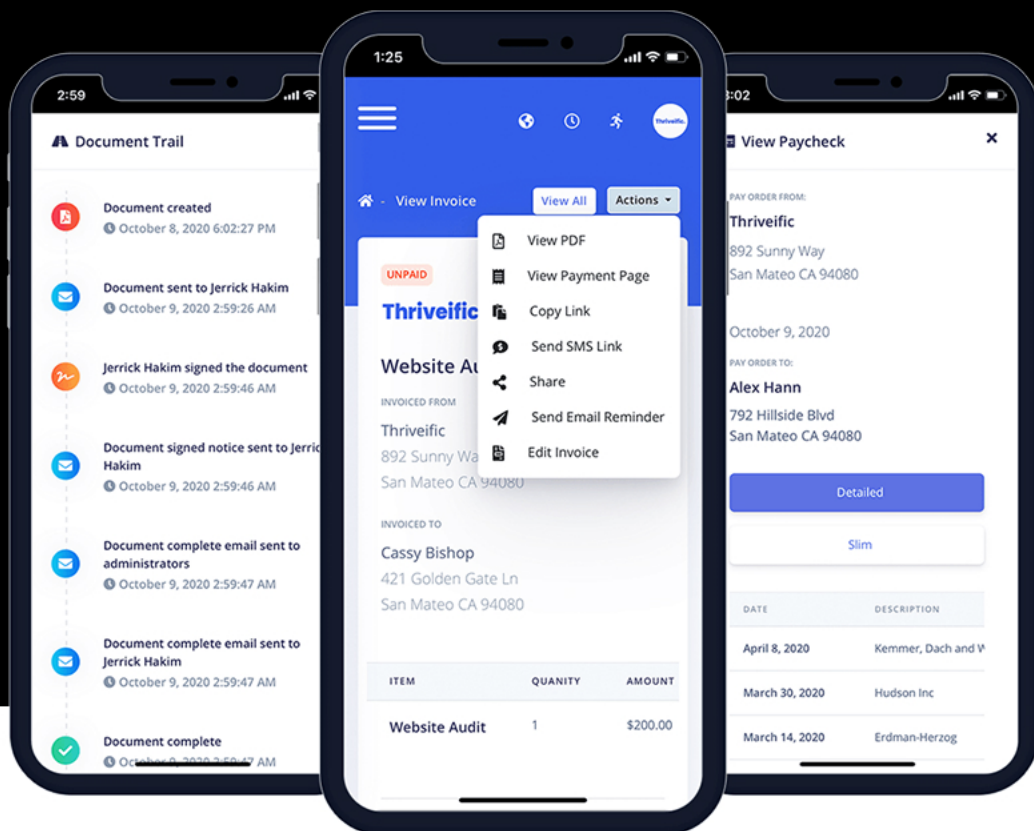 2:59
Document Trail
Document created
October 8, 2020 6:02:27 PM
Document sent to Jerrick Hakim
October 9, 2020 2:59:26 AM
Jerrick Hakim signed the document
October 9, 2020 2:59:46 AM
Document signed notice sent to Jerric
Hakim
October 9, 2020 2:59:46 AM
Document complete email sent to
administrators
October 9, 2020 2:59:47 AM
Document complete email sent to
Jerrick Hakim
October 9, 2020 2:59:47 AM
Document complete
October 9, 2020 2:59:47 AM
1:25
Thriveific.
- View Invoice
View All
Actions
View PDF
View Payment Page
Copy Link
Send SMS Link
Share
Send Email Reminder
Edit Invoice
UNPAID
Thriveific
Website Au
INVOICED FROM
Thriveific
892 Sunny Wa
San Mateo CA 94080
INVOICED TO
Cassy Bishop
421 Golden Gate Ln
San Mateo CA 94080
ITEM QUANITY AMOUNT
Website Audit 1 $200.00
3:02
View Paycheck
PAY ORDER FROM:
Thriveific
892 Sunny Way
San Mateo CA 94080
October 9, 2020
PAY ORDER TO:
Alex Hann
792 Hillside Blvd
San Mateo CA 94080
Detailed
Slim
DATE DESCRIPTION
April 8, 2020 Kemmer, Dach and W
March 30, 2020 Hudson Inc
March 14, 2020 Erdman-Herzog